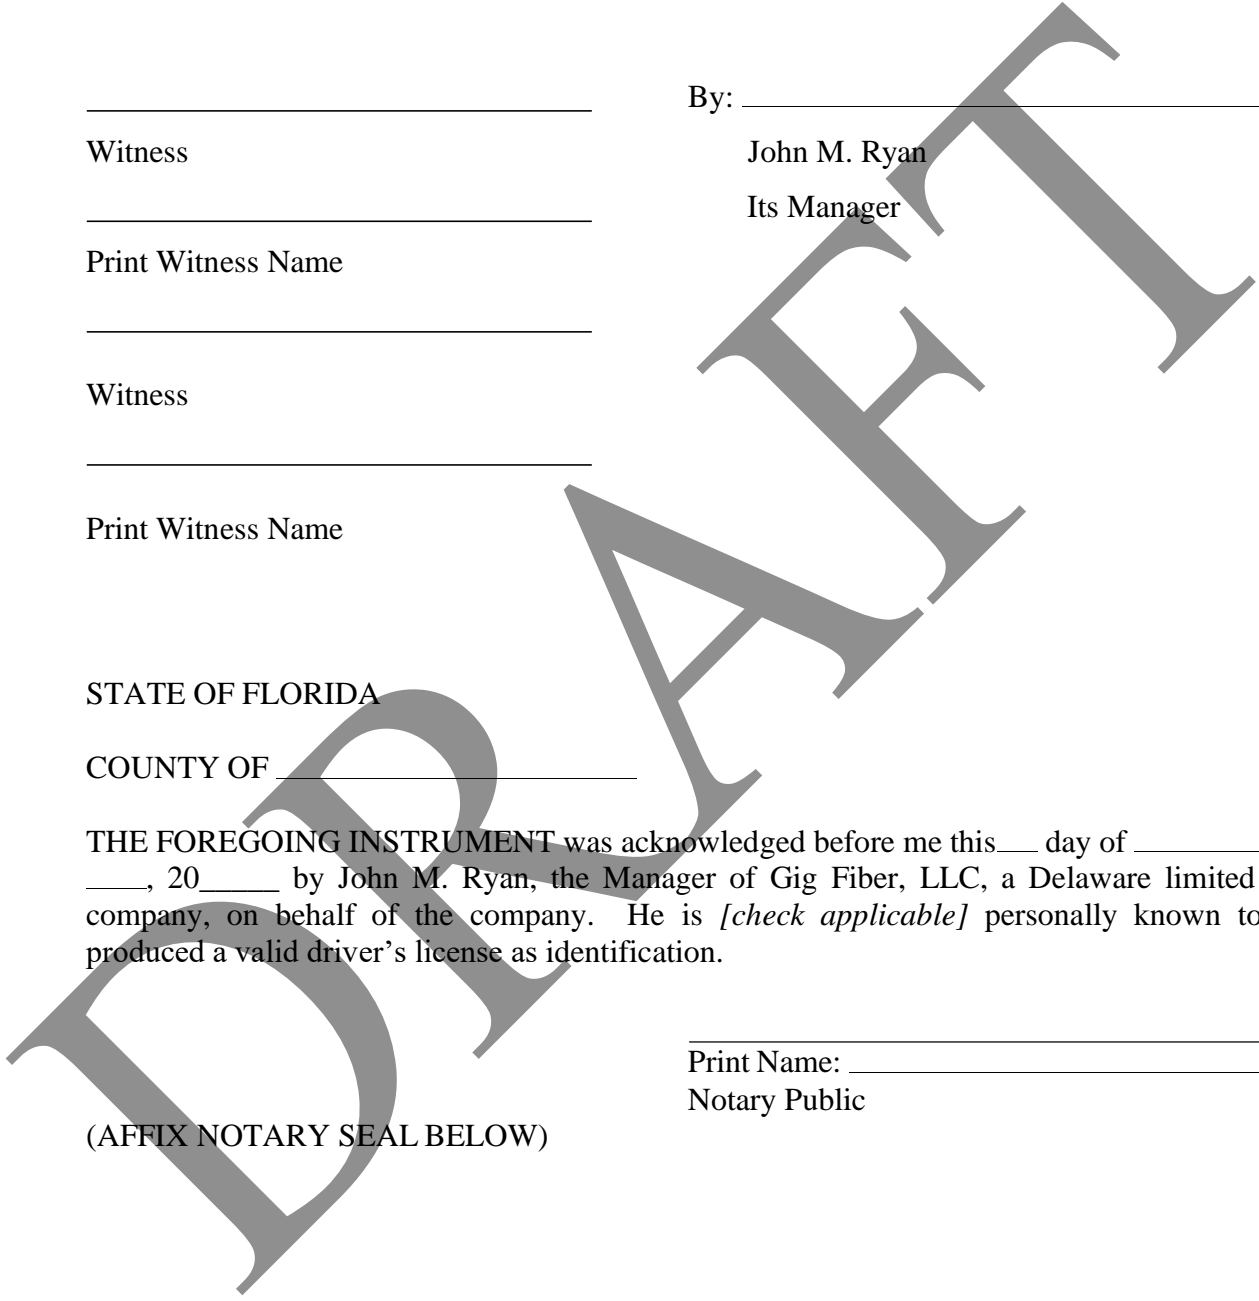 By:
Witness
John M. Ryan
Its Manager
Print Witness Name
Witness
Print Witness Name
STATE OF FLORIDA
COUNTY OF
THE FOREGOING INSTRUMENT was acknowledged before me this___ day of
____, 20_____ by John M. Ryan, the Manager of Gig Fiber, LLC, a Delaware limited
company, on behalf of the company. He is [check applicable] personally known to
produced a valid driver’s license as identification.
Print Name:
Notary Public
(AFFIX NOTARY SEAL BELOW)
DRAFT